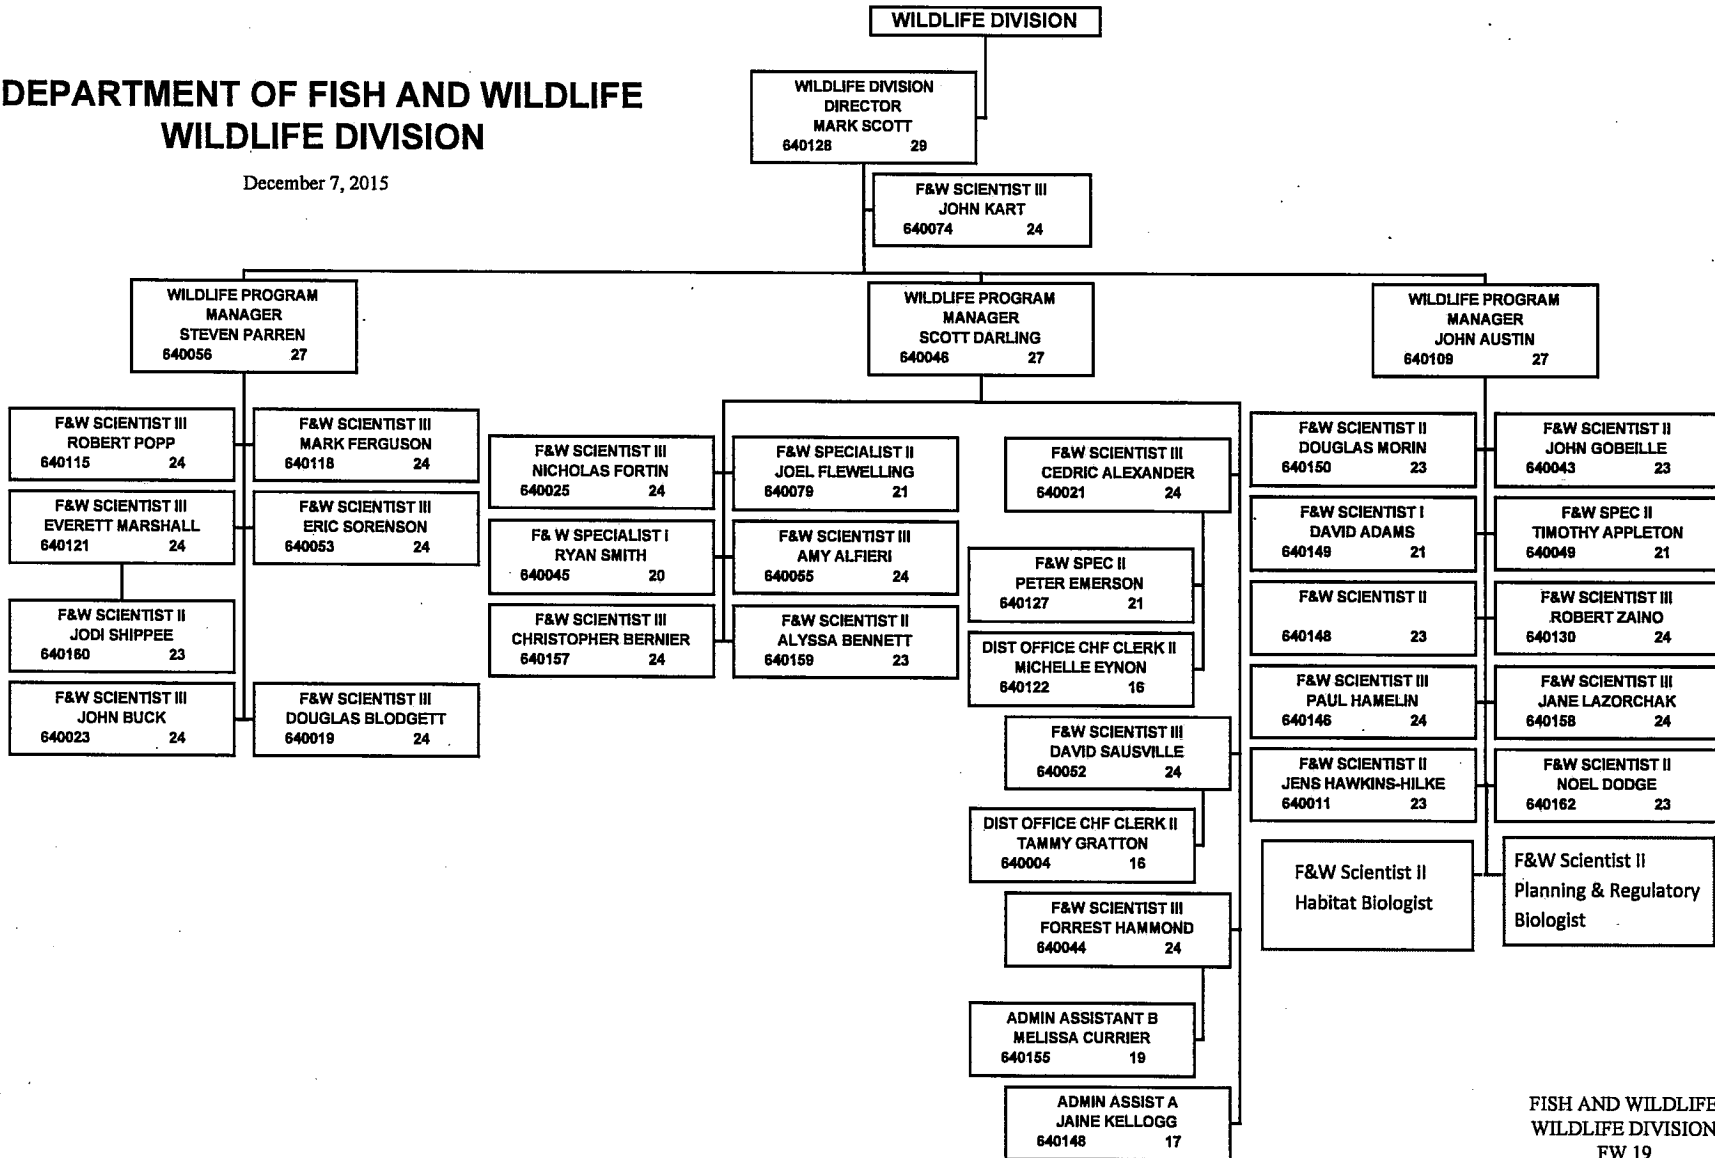 WILDLIFE DIVISION
DEPARTMENT OF FISH AND WILDLIFE
WILDLIFE DIVISION
December 7, 2015
WILDLIFE DIVISION
DIRECTOR
MARK SCOTT
640128 29
F&W SCIENTIST III
JOHN KART
640074 24
WILDLIFE PROGRAM
MANAGER
STEVEN PARREN
640056 27
WILDLIFE PROGRAM
MANAGER
SCOTT DARLING
640046 27
WILDLIFE PROGRAM
MANAGER
JOHN AUSTIN
640109 27
F&W SCIENTIST III
ROBERT POPP
640115 24
F&W SCIENTIST III
MARK FERGUSON
640118 24
F&W SCIENTIST III
EVERETT MARSHALL
640121 24
F&W SCIENTIST III
ERIC SORENSON
640053 24
F&W SCIENTIST II
JODI SHIPPEE
640160 23
F&W SCIENTIST III
JOHN BUCK
640023 24
F&W SCIENTIST III
DOUGLAS BLODGETT
640019 24
F&W SCIENTIST III
NICHOLAS FORTIN
640025 24
F&W SPECIALIST II
JOEL FLEWELLING
640079 21
F& W SPECIALIST I
RYAN SMITH
640045 20
F&W SCIENTIST III
AMY ALFIERI
640055 24
F&W SCIENTIST III
CHRISTOPHER BERNIER
640157 24
F&W SCIENTIST II
ALYSSA BENNETT
640159 23
F&W SCIENTIST III
CEDRIC ALEXANDER
640021 24
F&W SPEC II
PETER EMERSON
640127 21
DIST OFFICE CHF CLERK II
MICHELLE EYNON
640122 16
F&W SCIENTIST III
DAVID SAUSVILLE
640052 24
DIST OFFICE CHF CLERK II
TAMMY GRATTON
640004 16
F&W SCIENTIST III
FORREST HAMMOND
640044 24
ADMIN ASSISTANT B
MELISSA CURRIER
640155 19
ADMIN ASSIST A
JAINE KELLOGG
640148 17
F&W SCIENTIST II
DOUGLAS MORIN
640150 23
F&W SCIENTIST II
JOHN GOBEILLE
640043 23
F&W SCIENTIST I
DAVID ADAMS
640149 21
F&W SPEC II
TIMOTHY APPLETON
640049 21
F&W SCIENTIST II
640148 23
F&W SCIENTIST III
ROBERT ZAINO
640130 24
F&W SCIENTIST III
PAUL HAMELIN
640146 24
F&W SCIENTIST III
JANE LAZORCHAK
640158 24
F&W SCIENTIST II
JENS HAWKINS-HILKE
640011 23
F&W SCIENTIST II
NOEL DODGE
640162 23
F&W Scientist II
Habitat Biologist
F&W Scientist II
Planning & Regulatory
Biologist
FISH AND WILDLIFE
WILDLIFE DIVISION
FW 19